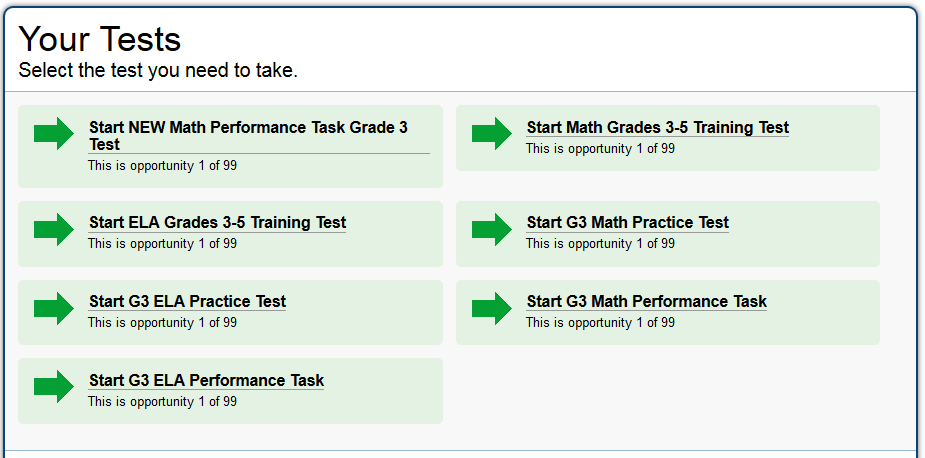 Your Tests
Select the test you need to take.
Start NEW Math Performance Task Grade 3
Test
This is opportunity 1 of 99
Start Math Grades 3-5 Training Test
This is opportunity 1 of 99
Start ELA Grades 3-5 Training Test
This is opportunity 1 of 99
Start G3 Math Practice Test
This is opportunity 1 of 99
Start G3 ELA Practice Test
This is opportunity 1 of 99
Start G3 Math Performance Task
This is opportunity 1 of 99
Start G3 ELA Performance Task
This is opportunity 1 of 99